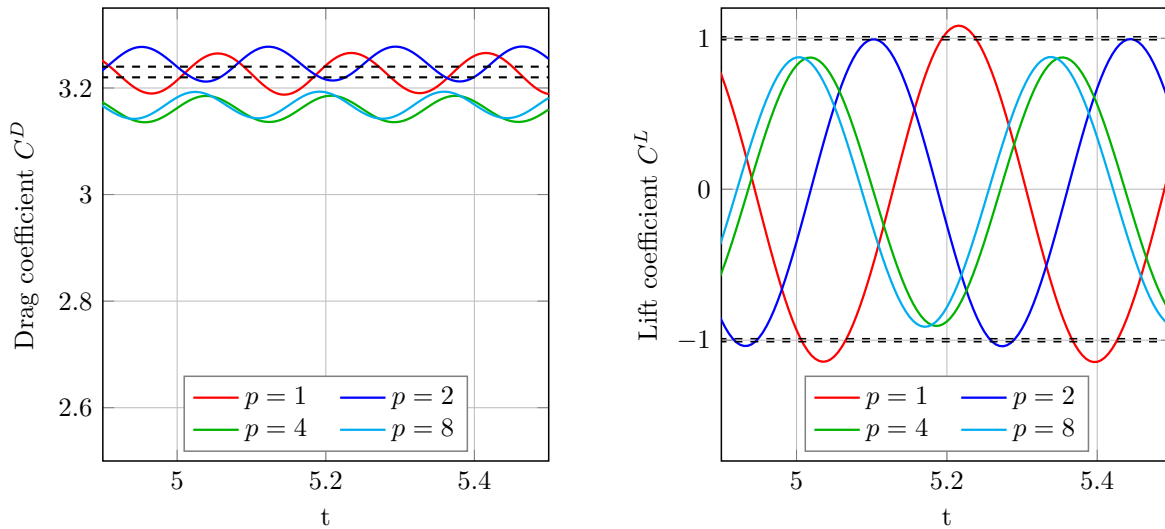 3.2
3
2.8
2.6
5
5.2
5.4
t
Drag coefficient C^D
p = 1
p = 2
p = 4
p = 8
1
0
−1
5
5.2
5.4
t
Lift coefficient C^L
p = 1
p = 2
p = 4
p = 8